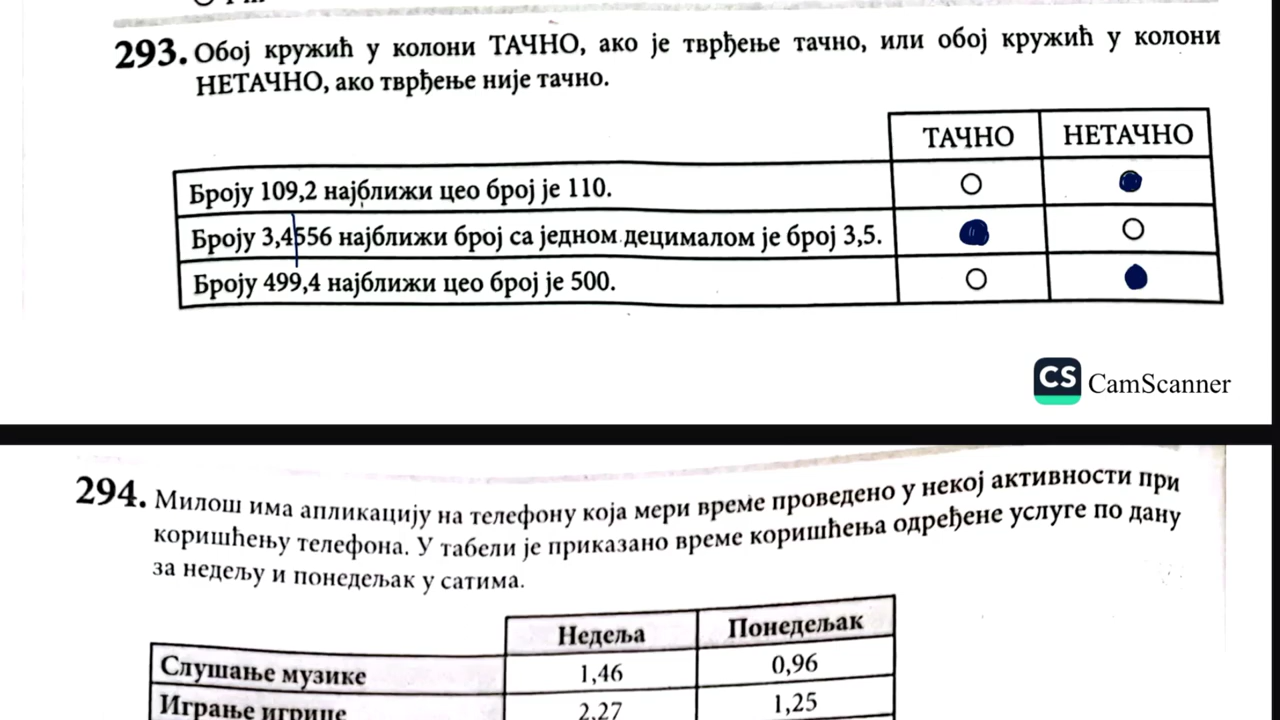 293. Обој кружић у колони ТАЧНО, ако је тврђење тачно, или обој кружић у колони
НЕТАЧНО, ако тврђење није тачно.
ТАЧНО НЕТАЧНО
Броју 109,2 најближи цео број је 110.
Броју 3,4556 најближи број са једном децималом је број 3,5.
Броју 499,4 најближи цео број је 500.
CS CamScanner
294. Милош има апликацију на телефону која мери време проведено у некој активности при
коришћењу телефона. У табели је приказано време коришћења одређене услуге по дану
за недељу и понедељак у сатима.
Недеља Понедељак
Слушање музике 1,46 0,96
Играње игрице 2,27 1,25